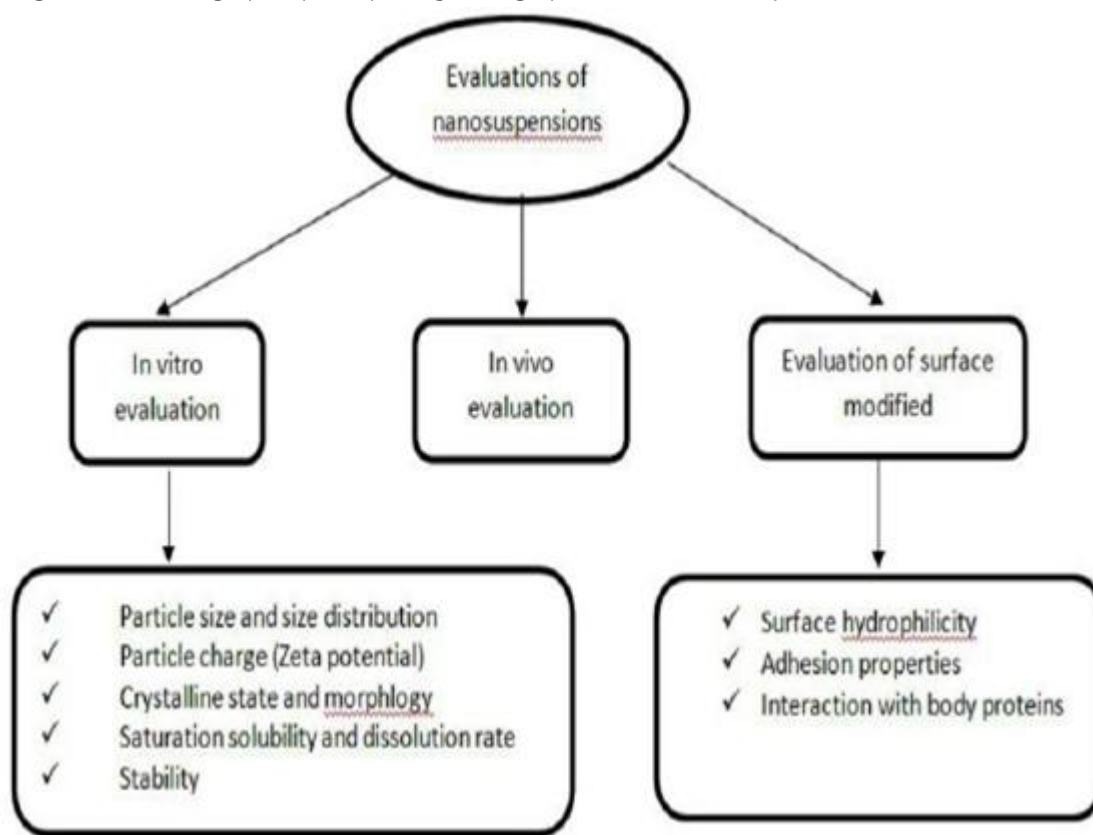 Evaluations of
nanosuspensions
In vitro
evaluation
In vivo
evaluation
Evaluation of surface
modified
✓ Particle size and size distribution
✓ Particle charge (Zeta potential)
✓ Crystalline state and morphlogy
✓ Saturation solubility and dissolution rate
✓ Stability
✓ Surface hydrophilicity
✓ Adhesion properties
✓ Interaction with body proteins